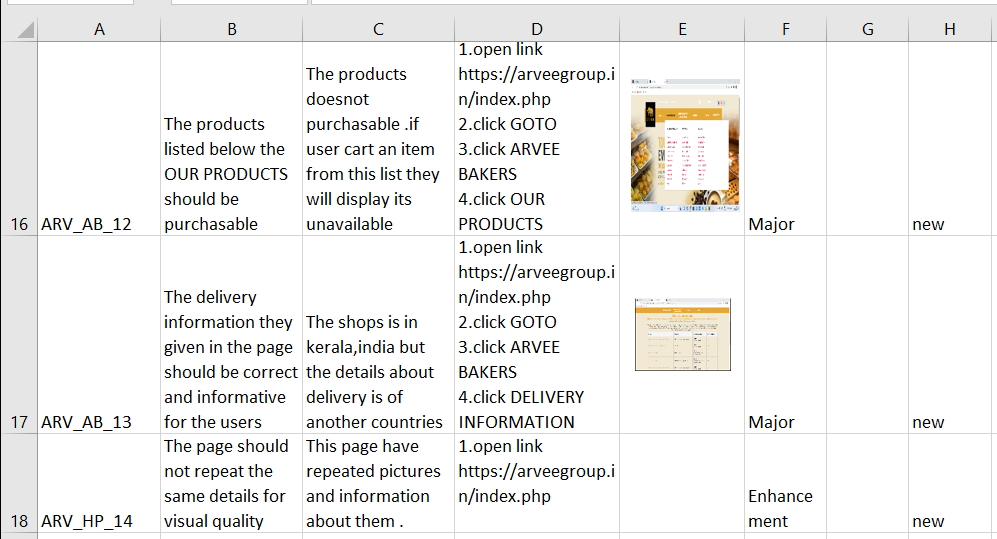 A B C D E F G H
16 ARV_AB_12
The products
listed below the
OUR PRODUCTS
should be
purchasable
The products
doesnot
purchasable .if
user cart an item
from this list they
will display its
unavailable
1.open link
https://arveegroup.i
n/index.php
2.click GOTO
3.click ARVEE
BAKERS
4.click OUR
PRODUCTS
Major
new
17 ARV_AB_13
The delivery
information they
given in the page
should be correct
and informative
for the users
The shops is in
kerala,india but
the details about
delivery is of
another countries
1.open link
https://arveegroup.i
n/index.php
2.click GOTO
3.click ARVEE
BAKERS
4.click DELIVERY
INFORMATION
Major
new
18 ARV_HP_14
The page should
not repeat the
same details for
visual quality
This page have
repeated pictures
and information
about them .
1.open link
https://arveegroup.i
n/index.php
Enhance
ment
new